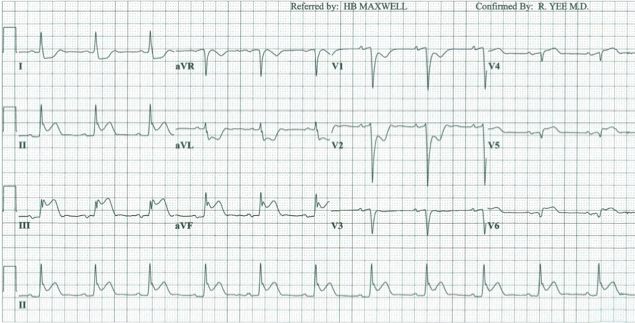 Referred by: HB MAXWELL Confirmed By: R. YEE M.D.
I aVR V1 V4
II aVL V2 V5
III aVF V3 V6
II